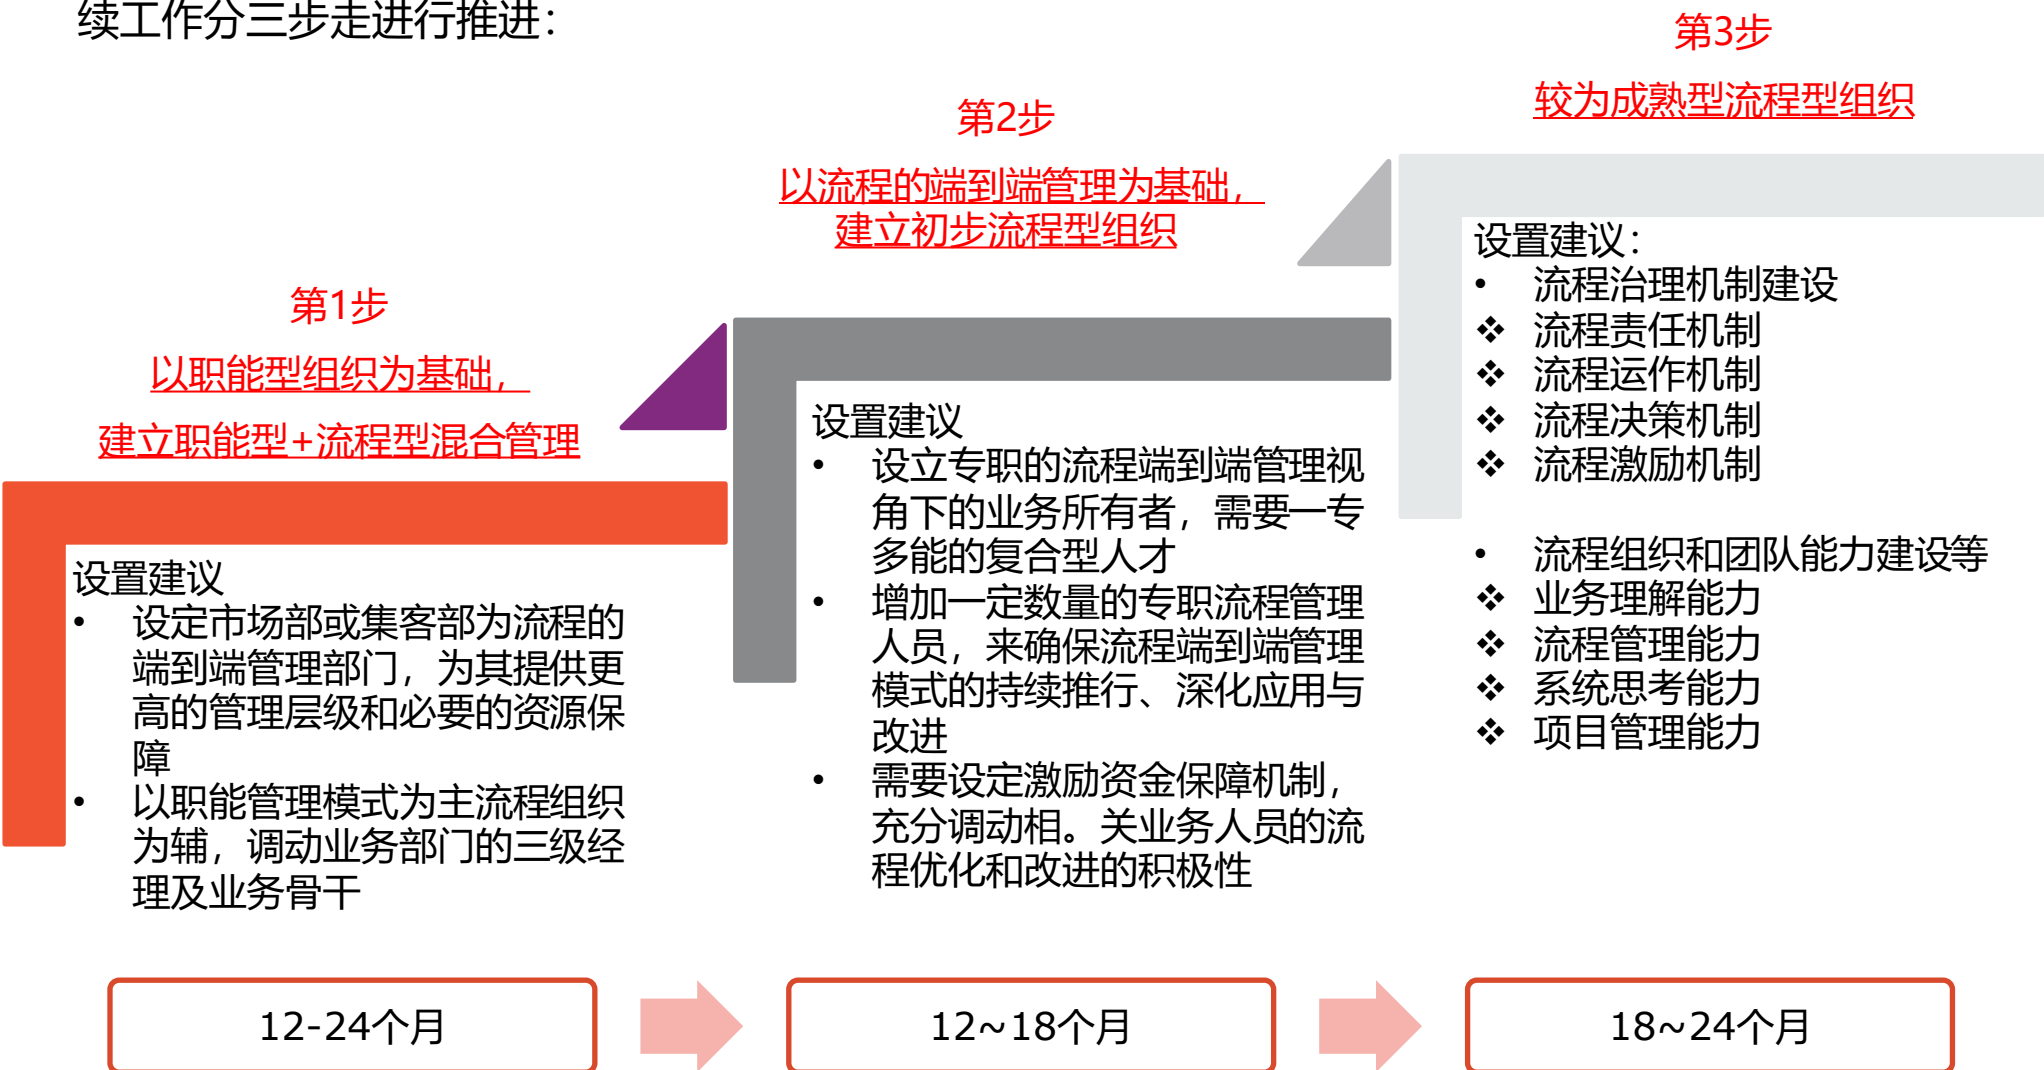 续工作分三步走进行推进：
第1步
以职能型组织为基础，
建立职能型+流程型混合管理
设置建议
• 设定市场部或集客部为流程的
端到端管理部门，为其提供更
高的管理层级和必要的资源保
障
• 以职能管理模式为主流程组织
为辅，调动业务部门的三级经
理及业务骨干
12-24个月
第2步
以流程的端到端管理为基础，
建立初步流程型组织
设置建议
• 设立专职的流程端到端管理视
角下的业务所有者，需要一专
多能的复合型人才
• 增加一定数量的专职流程管理
人员，来确保流程端到端管理
模式的持续推行、深化应用与
改进
• 需要设定激励资金保障机制，
充分调动相。关业务人员的流
程优化和改进的积极性
12~18个月
第3步
较为成熟型流程型组织
设置建议：
• 流程治理机制建设
❖ 流程责任机制
❖ 流程运作机制
❖ 流程决策机制
❖ 流程激励机制
• 流程组织和团队能力建设等
❖ 业务理解能力
❖ 流程管理能力
❖ 系统思考能力
❖ 项目管理能力
18~24个月